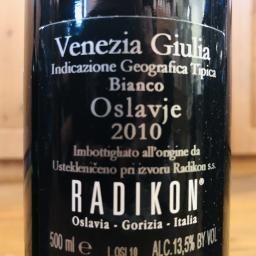 Venezia Giulia
Indicazione Geografica Tipica
Bianco
Oslavje
2010
Imbottigliato all'origine da
Ustekleničeno pri izvoru Radikon s.s.
RADIKON®
Oslavia - Gorizia - Italia
500 ml e L OSL10 ALC.13,5% BY VOL